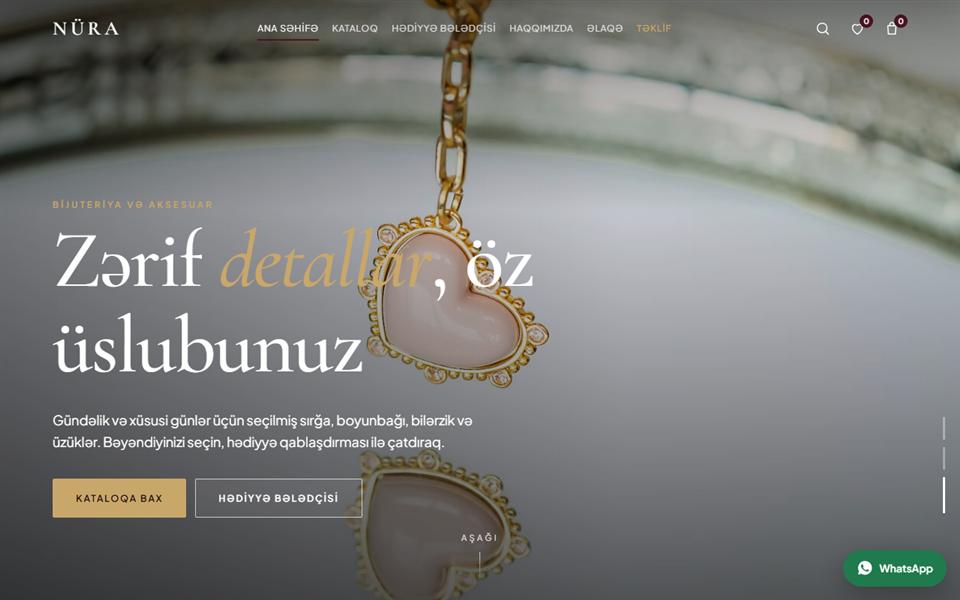 NÜRA
ANA SƏHİFƏ KATALOQ HƏDİYYƏ BƏLƏDÇİSİ HAQQIMIZDA ƏLAQƏ TƏKLİF
0 0
BİJUTERİYA VƏ AKSESUAR
Zərif detallar, öz
üslubunuz
Gündəlik və xüsusi günlər üçün seçilmiş sırğa, boyunbağı, bilərzik və
üzüklər. Bəyəndiyinizi seçin, hədiyyə qablaşdırması ilə çatdıraq.
KATALOQA BAX HƏDİYYƏ BƏLƏDÇİSİ
AŞAĞI
WhatsApp